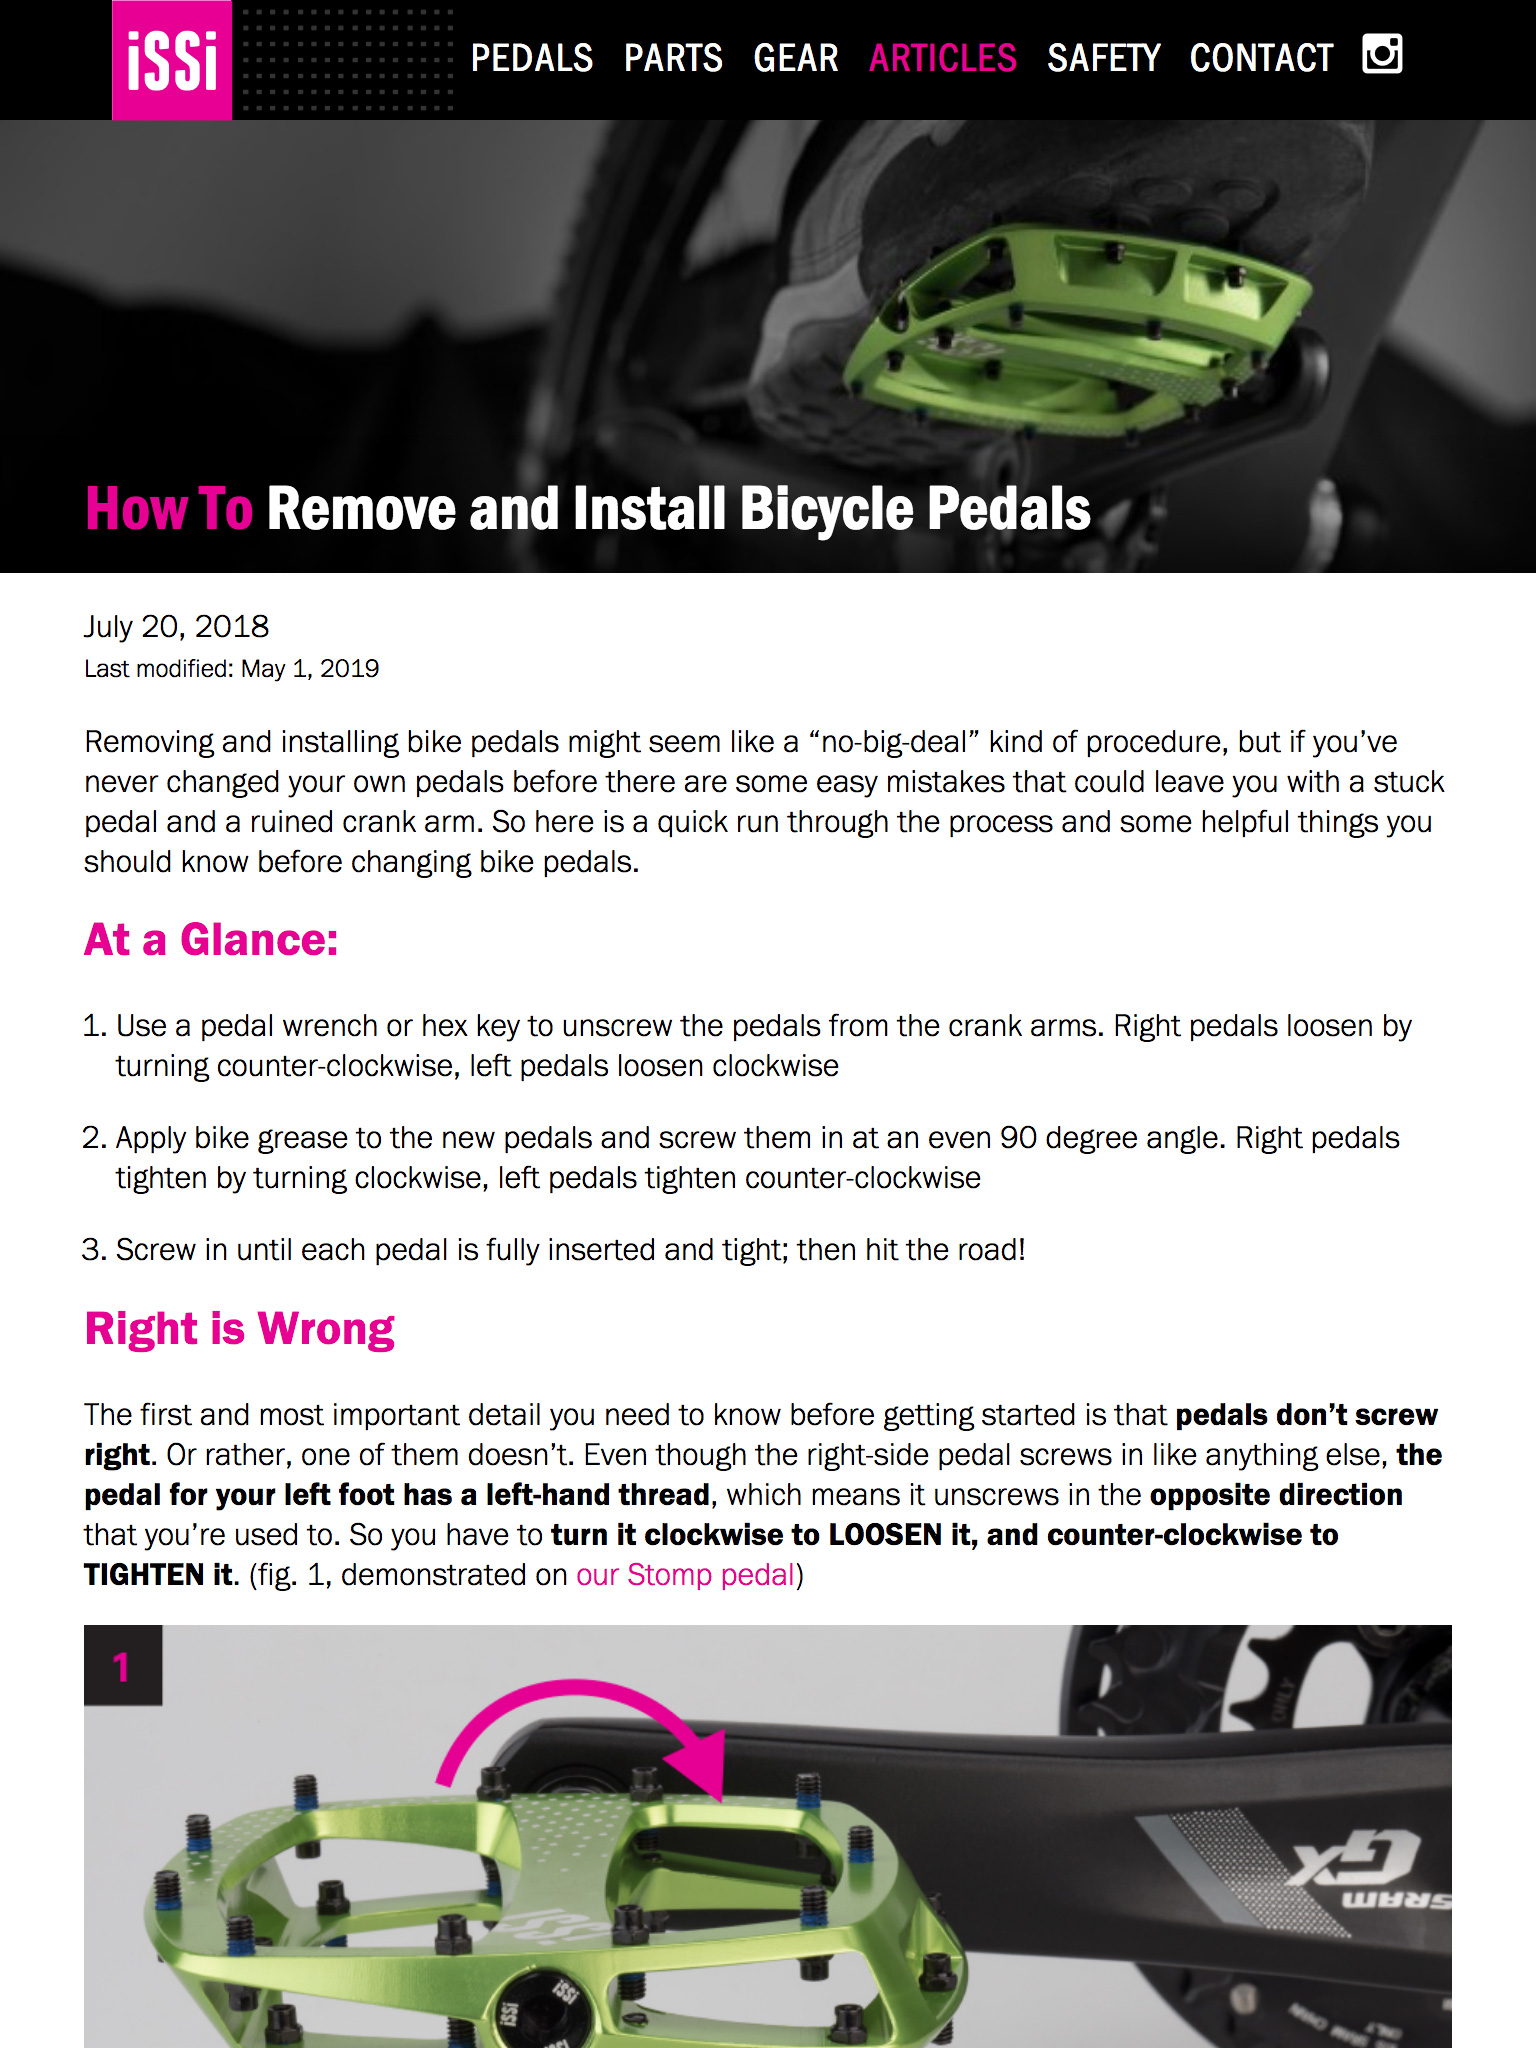 iSSi
PEDALS PARTS GEAR ARTICLES SAFETY CONTACT
How To Remove and Install Bicycle Pedals
July 20, 2018
Last modified: May 1, 2019
Removing and installing bike pedals might seem like a “no-big-deal” kind of procedure, but if you’ve
never changed your own pedals before there are some easy mistakes that could leave you with a stuck
pedal and a ruined crank arm. So here is a quick run through the process and some helpful things you
should know before changing bike pedals.
At a Glance:
1. Use a pedal wrench or hex key to unscrew the pedals from the crank arms. Right pedals loosen by
turning counter-clockwise, left pedals loosen clockwise
2. Apply bike grease to the new pedals and screw them in at an even 90 degree angle. Right pedals
tighten by turning clockwise, left pedals tighten counter-clockwise
3. Screw in until each pedal is fully inserted and tight; then hit the road!
Right is Wrong
The first and most important detail you need to know before getting started is that pedals don’t screw
right. Or rather, one of them doesn’t. Even though the right-side pedal screws in like anything else, the
pedal for your left foot has a left-hand thread, which means it unscrews in the opposite direction
that you’re used to. So you have to turn it clockwise to LOOSEN it, and counter-clockwise to
TIGHTEN it. (fig. 1, demonstrated on our Stomp pedal)
1
ONLY
GX
SRAM
iSSi
iSSi
iSSi
SRAM CHAIN
ONLY